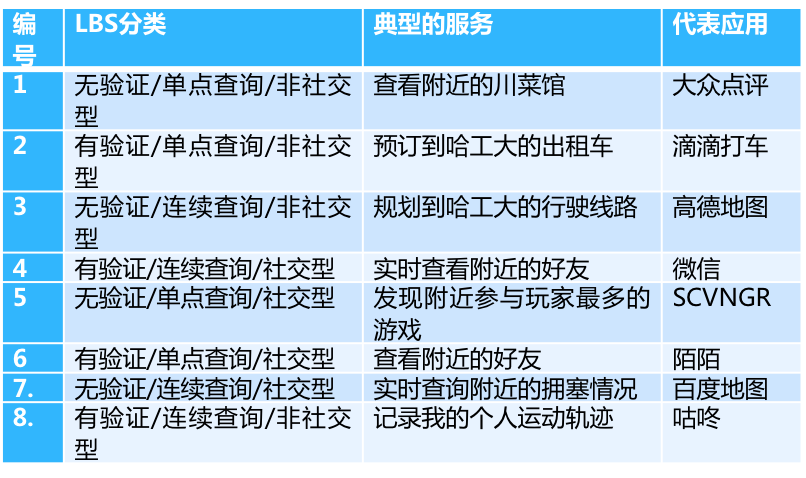 编号 LBS分类 典型的服务 代表应用
1 无验证/单点查询/非社交型 查看附近的川菜馆 大众点评
2 有验证/单点查询/非社交型 预订到哈工大的出租车 滴滴打车
3 无验证/连续查询/非社交型 规划到哈工大的行驶线路 高德地图
4 有验证/连续查询/社交型 实时查看附近的好友 微信
5 无验证/单点查询/社交型 发现附近参与玩家最多的游戏 SCVNGR
6 有验证/单点查询/社交型 查看附近的好友 陌陌
7. 无验证/连续查询/社交型 实时查询附近的拥塞情况 百度地图
8. 有验证/连续查询/非社交型 记录我的个人运动轨迹 咕咚